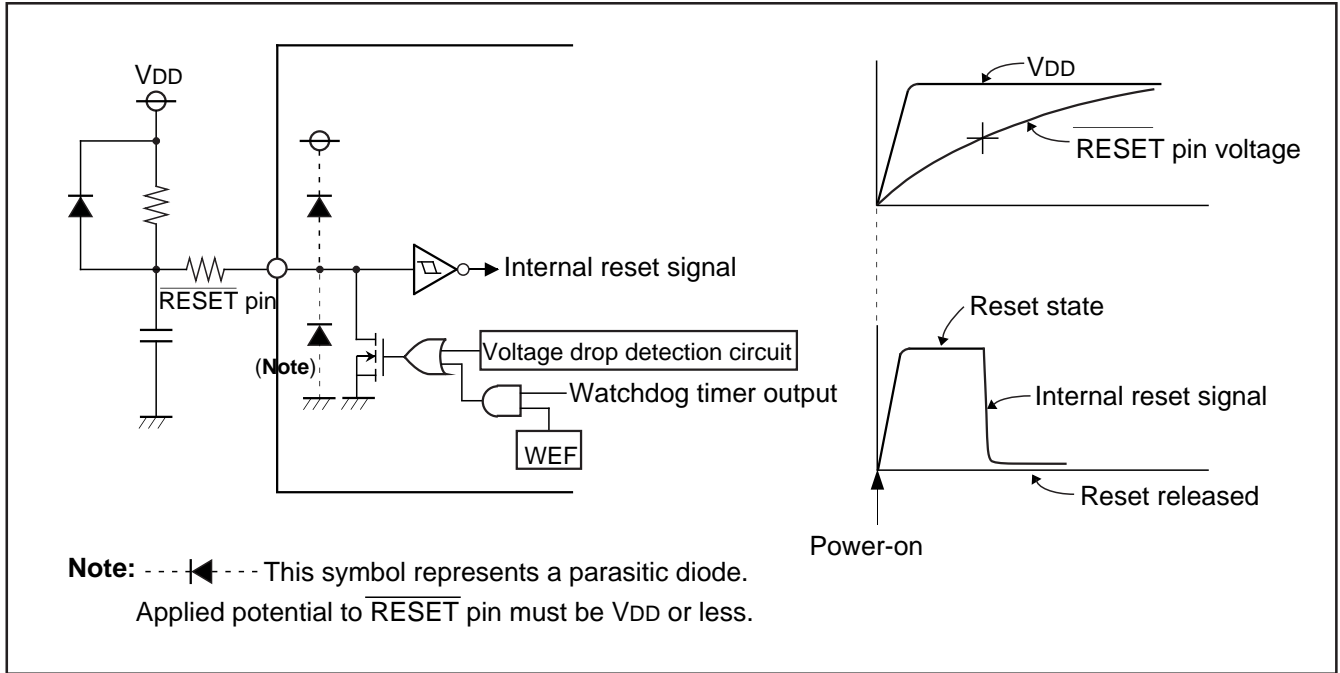 VDD
RESET pin
(Note)
Internal reset signal
Voltage drop detection circuit
Watchdog timer output
WEF
VDD
RESET pin voltage
Reset state
Internal reset signal
Reset released
Power-on
Note: This symbol represents a parasitic diode.
Applied potential to RESET pin must be VDD or less.